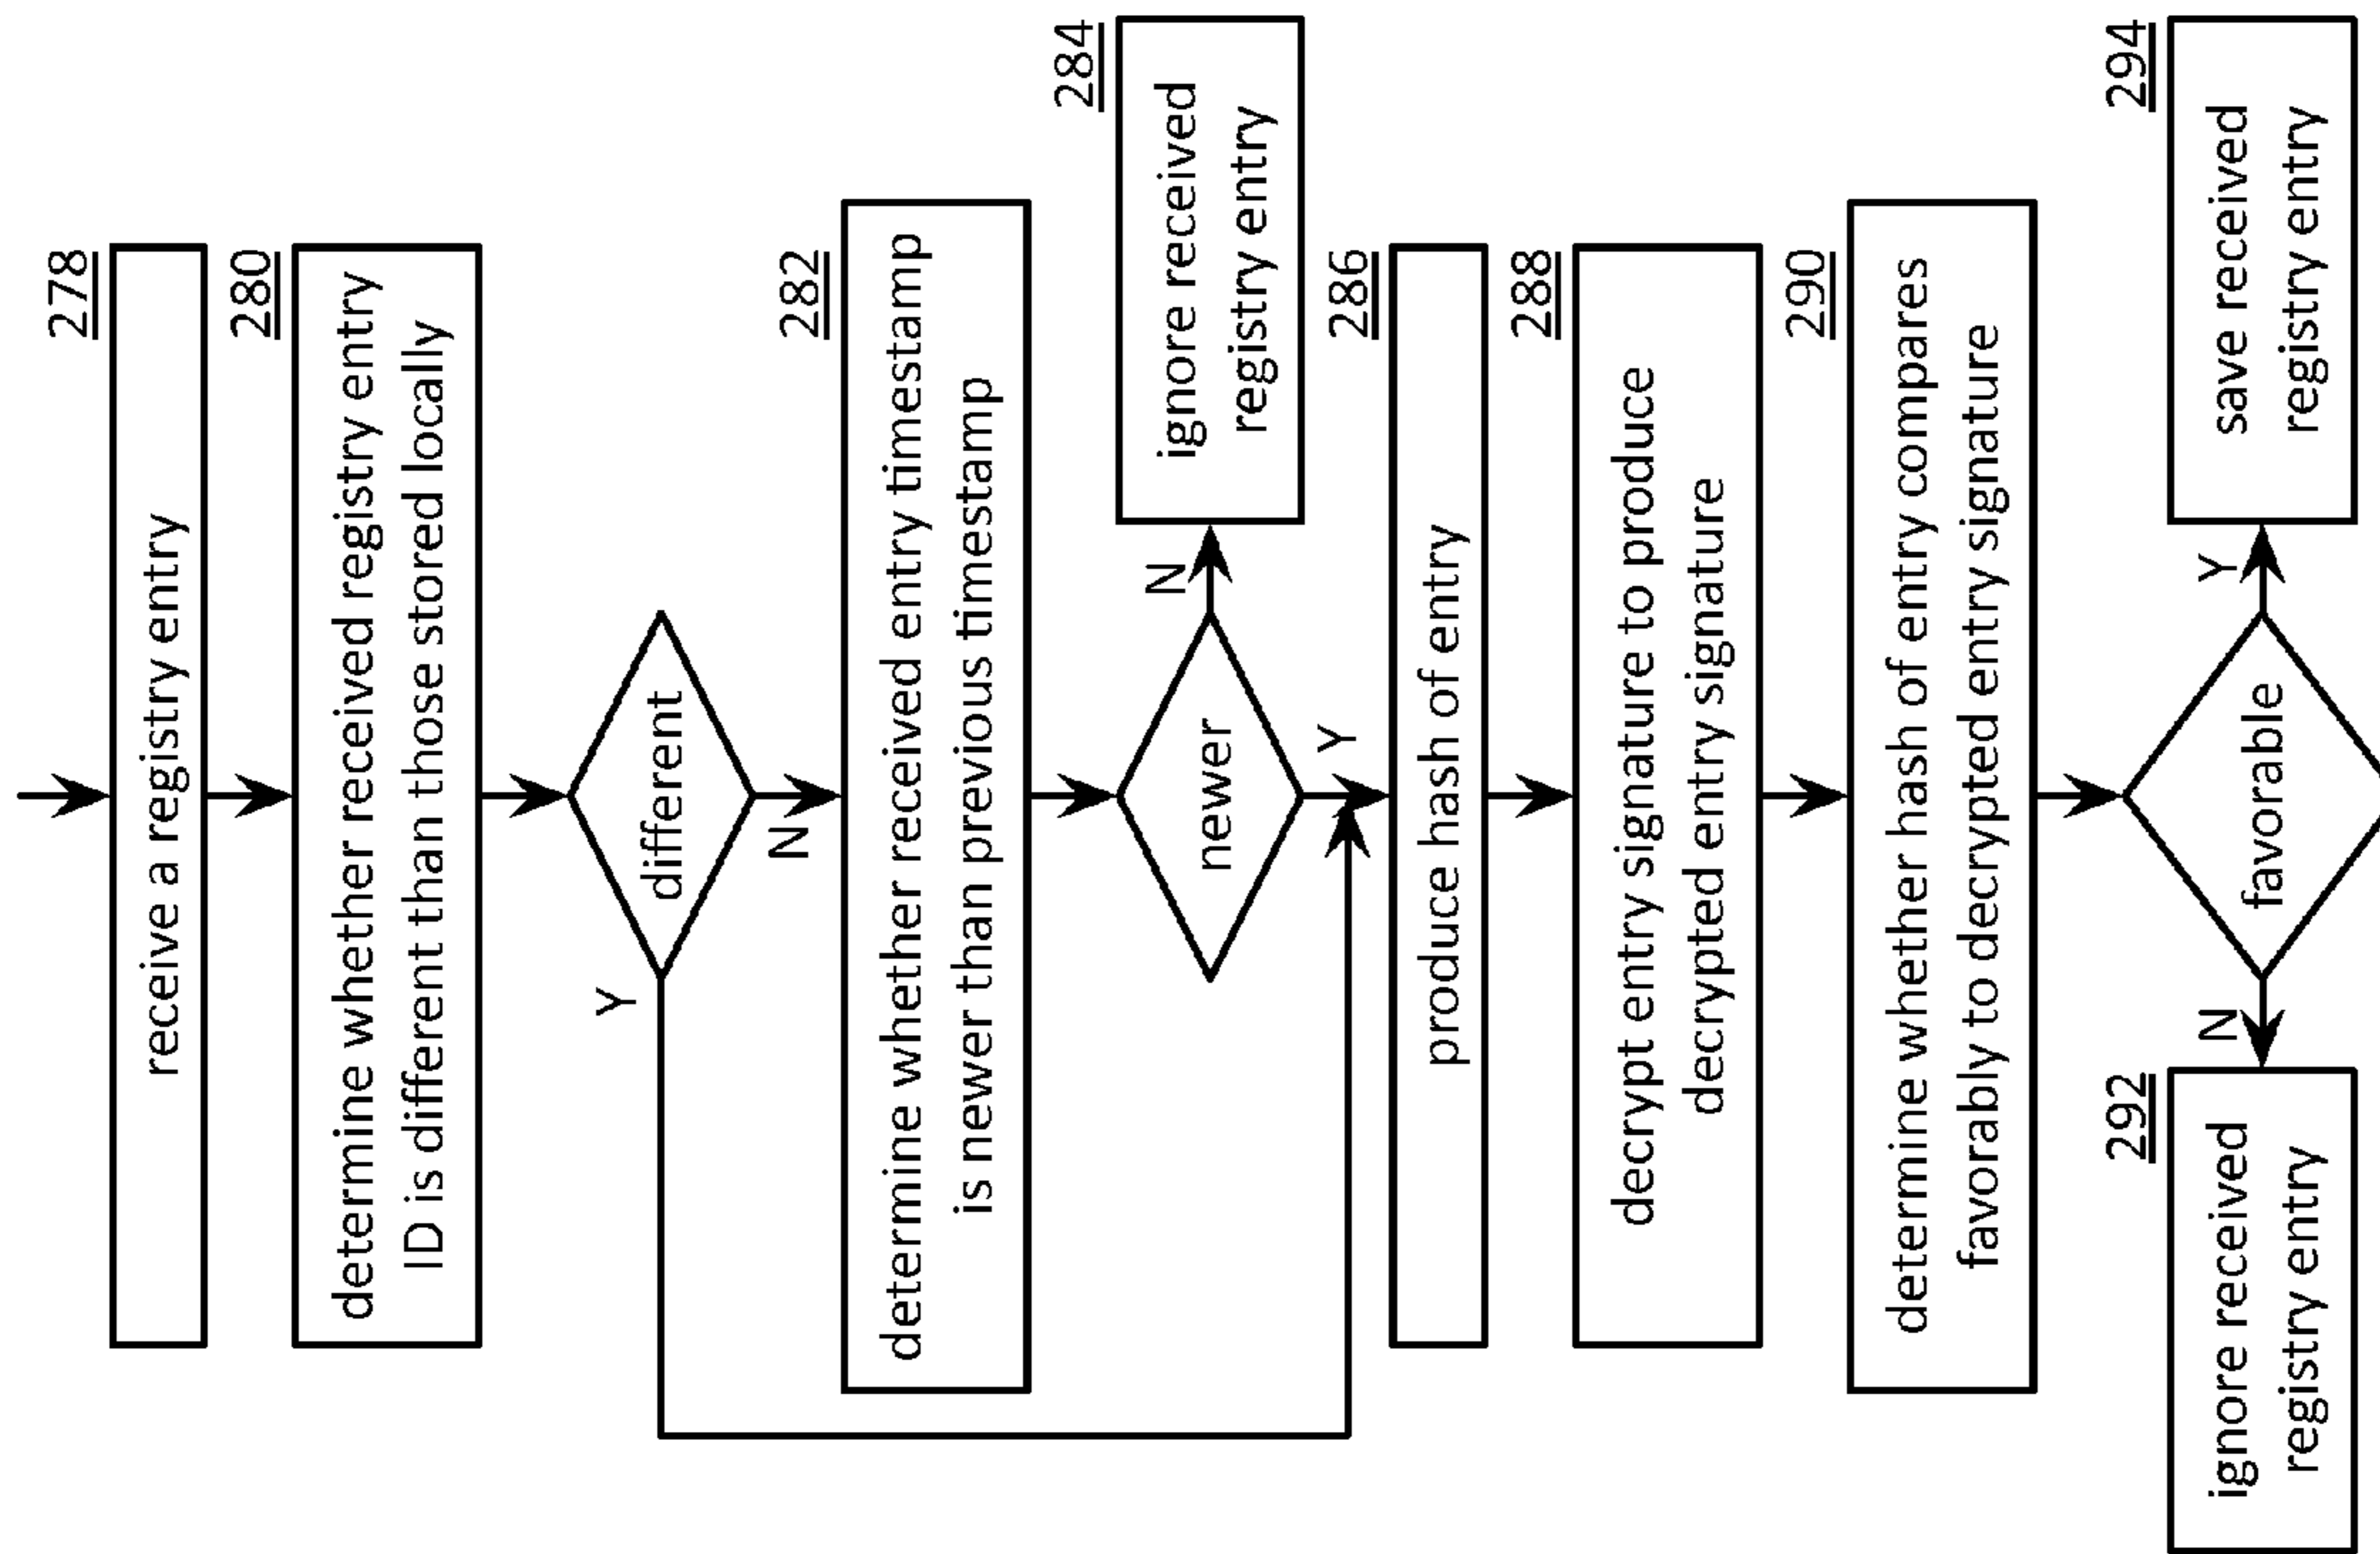 278
receive a registry entry
280
determine whether received registry entry
ID is different than those stored locally
different
Y
N
282
determine whether received entry timestamp
is newer than previous timestamp
newer
N
284
ignore received
registry entry
Y
286
produce hash of entry
288
decrypt entry signature to produce
decrypted entry signature
290
determine whether hash of entry compares
favorably to decrypted entry signature
favorable
N
Y
292
ignore received
registry entry
294
save received
registry entry